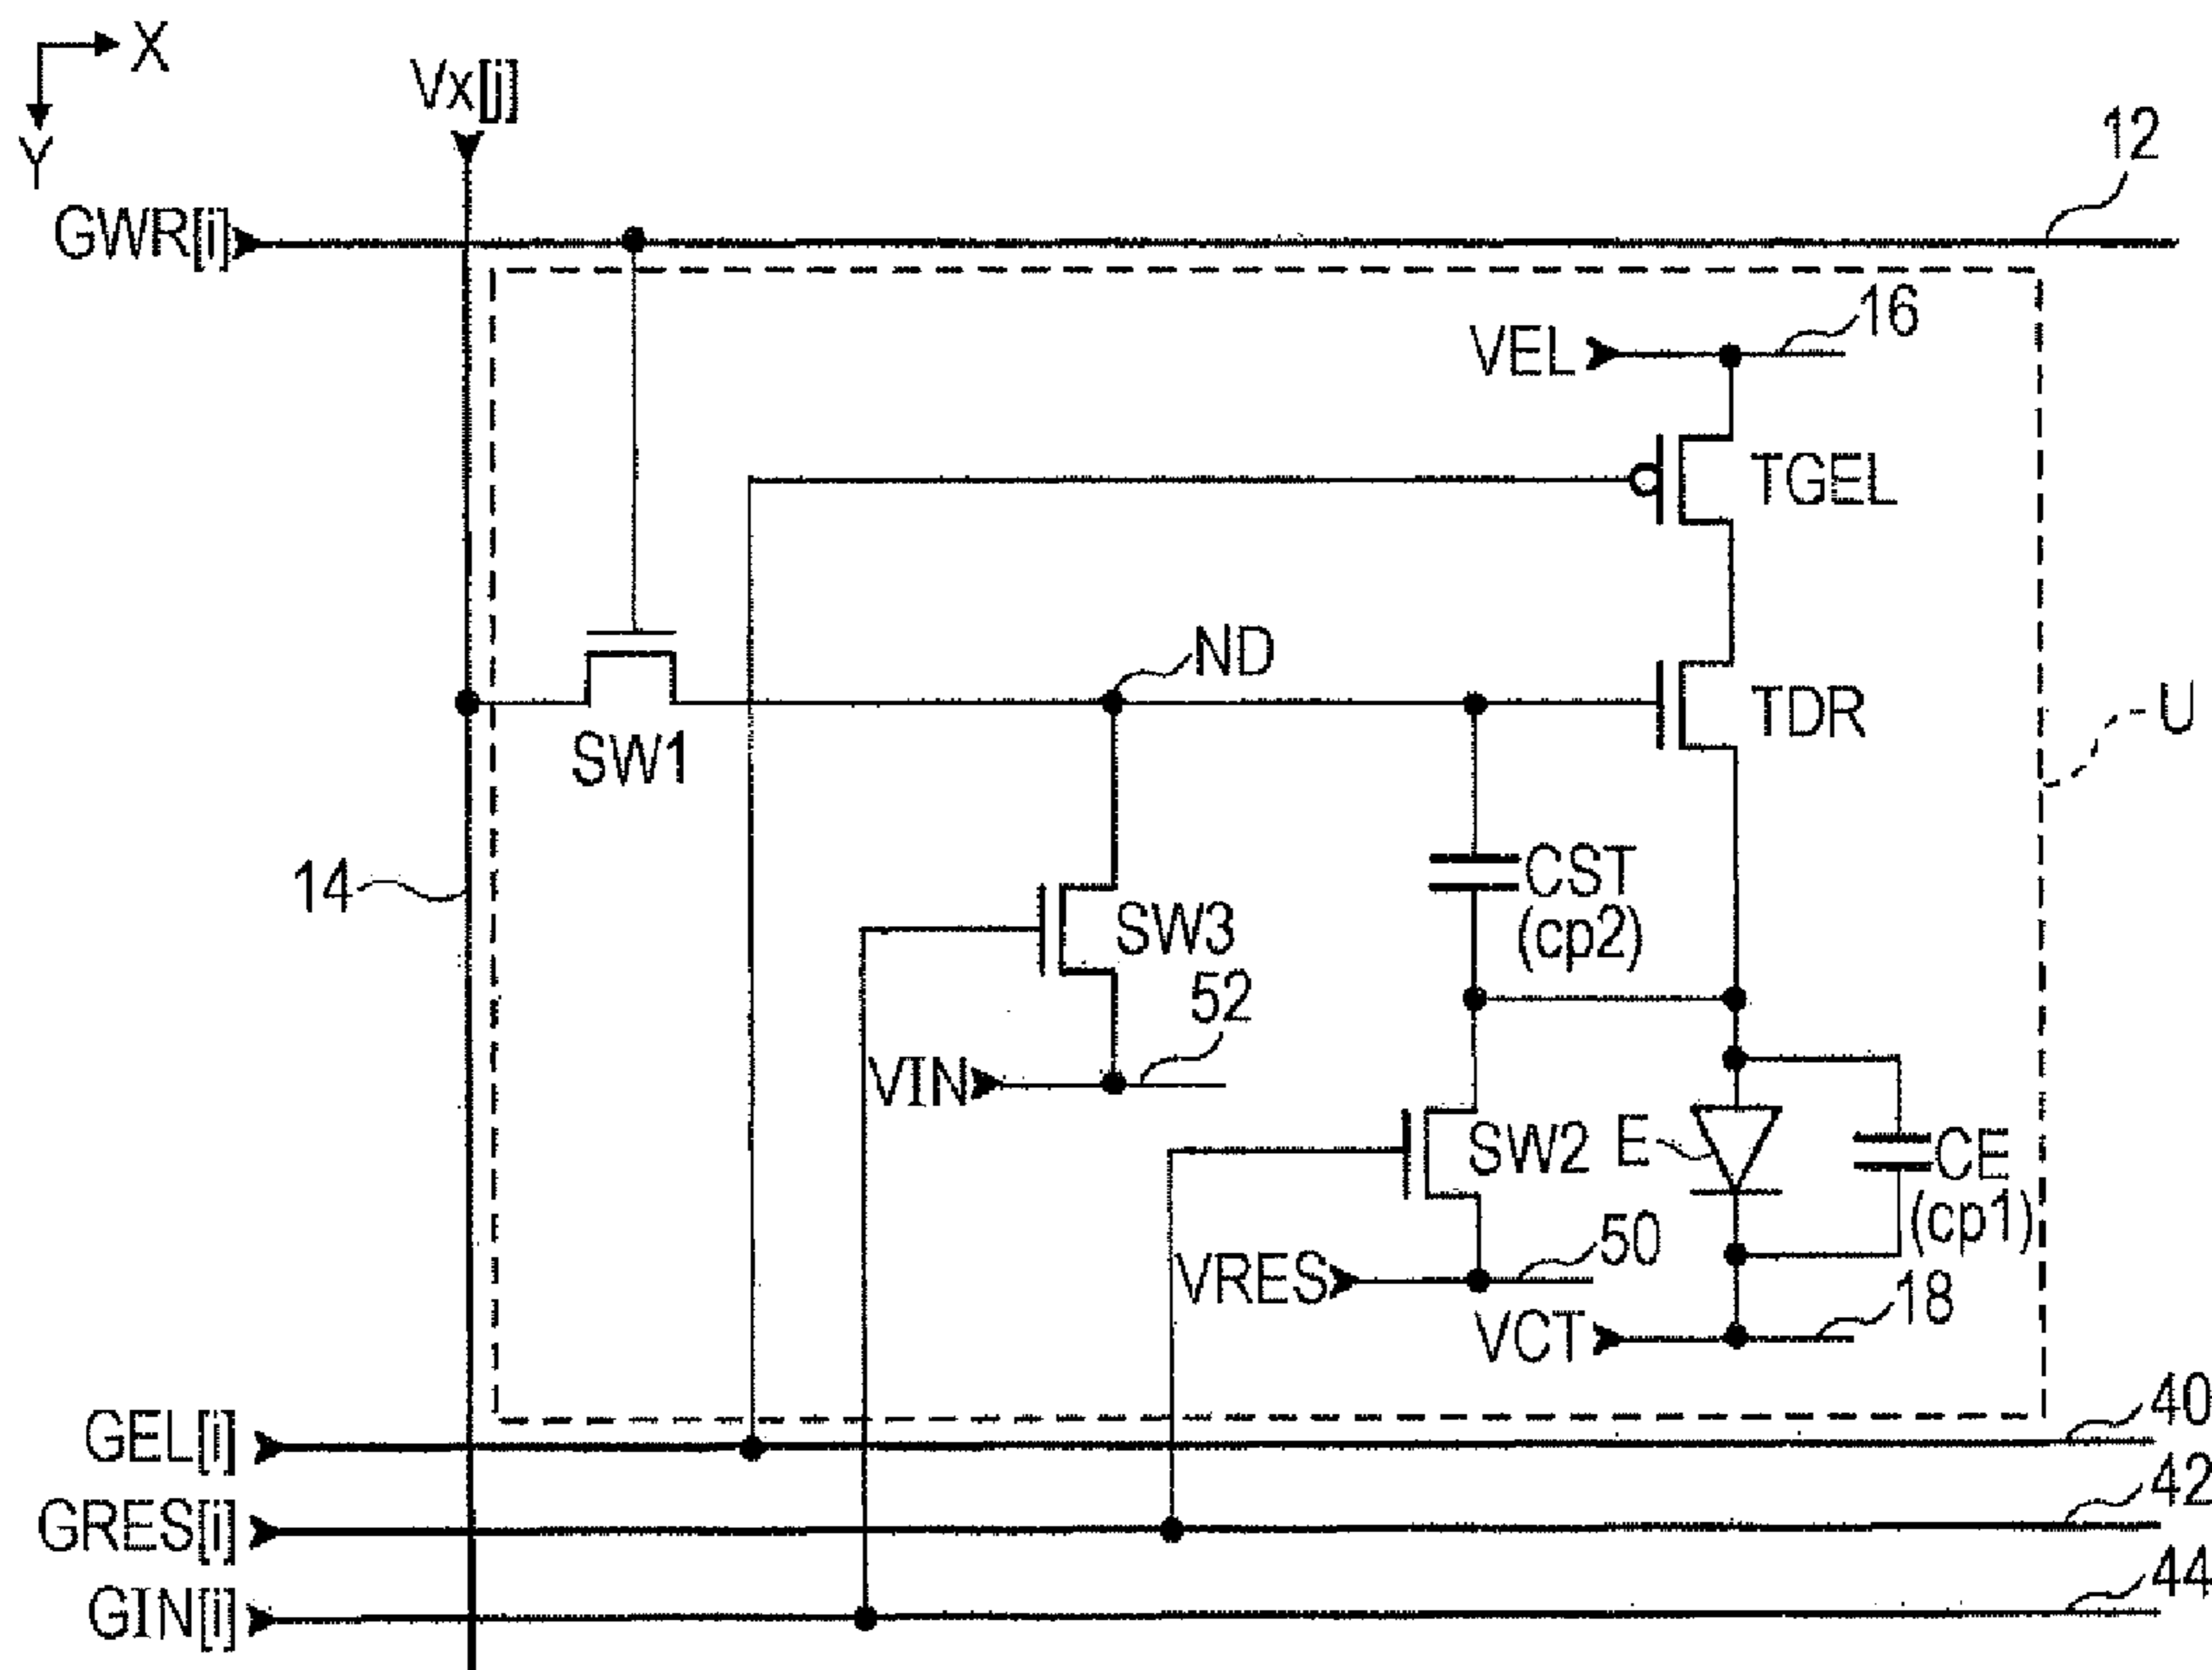 X
Y
Vx[j]
12
GWR[i]
16
VEL
TGEL
ND
TDR
U
SW1
14
CST
(cp2)
SW3
52
VIN
SW2
E
CE
(cp1)
50
VRES
18
VCT
40
GEL[i]
42
GRES[i]
44
GIN[i]